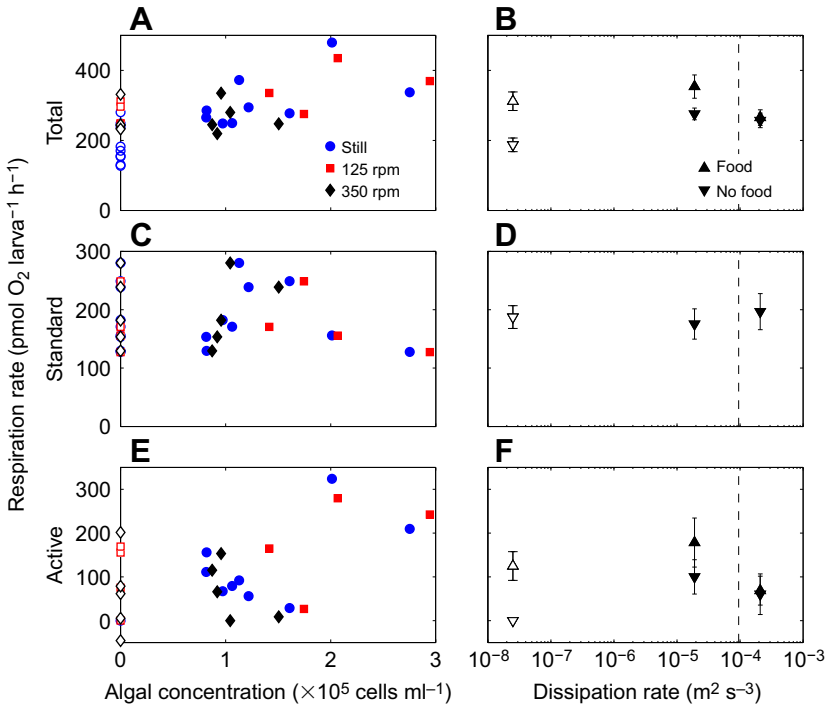 A
B
Total
400
200
0
Still
125 rpm
350 rpm
Food
No food
C
D
Respiration rate (pmol O₂ larva⁻¹ h⁻¹)
Standard
300
200
100
0
E
F
Active
300
200
100
0
0 1 2 3
10⁻⁸ 10⁻⁷ 10⁻⁶ 10⁻⁵ 10⁻⁴ 10⁻³
Algal concentration (×10⁵ cells ml⁻¹)
Dissipation rate (m² s⁻³)